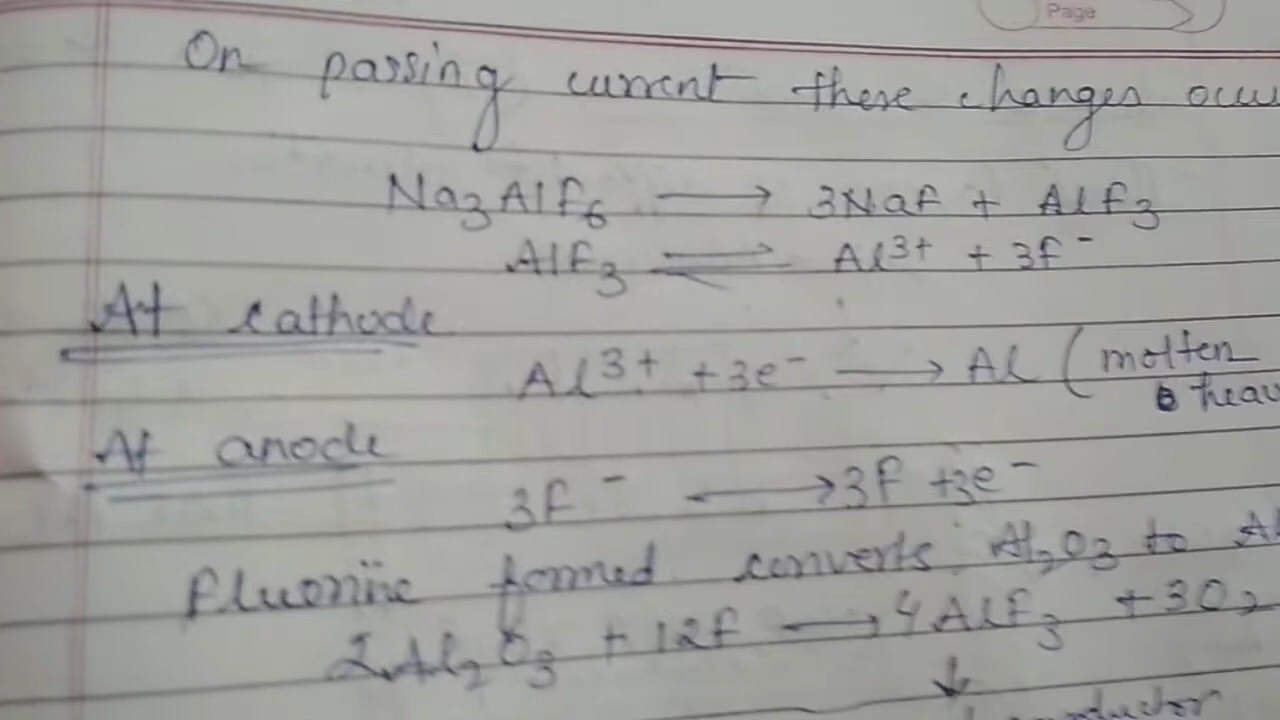 Page
On passing current these changes
Na3AlF6 ⟶ 3NaF + AlF3
AlF3 ⇌ Al3+ + 3F-
At cathode
Al3+ + 3e- ⟶ Al (molten
At anode
3F- ⟶ 3F + 3e-
Fluorine formed converts Al2O3 to
2Al2O3 + 12F ⟶ 4AlF3 + 3O2
↓